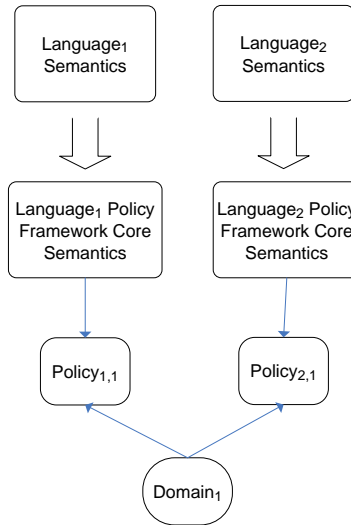 Language₁
Semantics
Language₂
Semantics
Language₁ Policy
Framework Core
Semantics
Language₂ Policy
Framework Core
Semantics
Policy₁,₁
Policy₂,₁
Domain₁